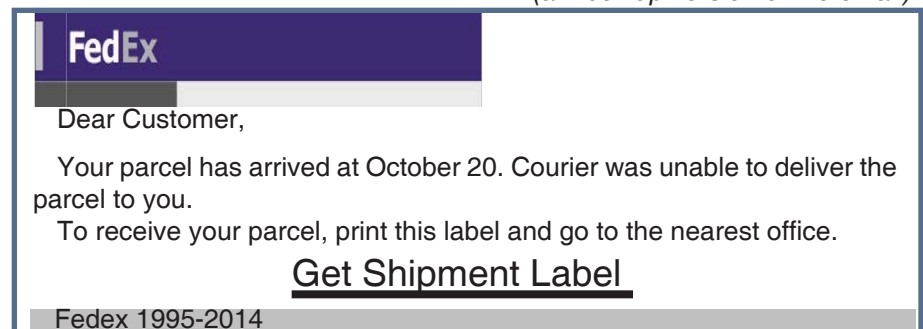 FedEx
Dear Customer,
Your parcel has arrived at October 20. Courier was unable to deliver the
parcel to you.
To receive your parcel, print this label and go to the nearest office.
Get Shipment Label
Fedex 1995-2014